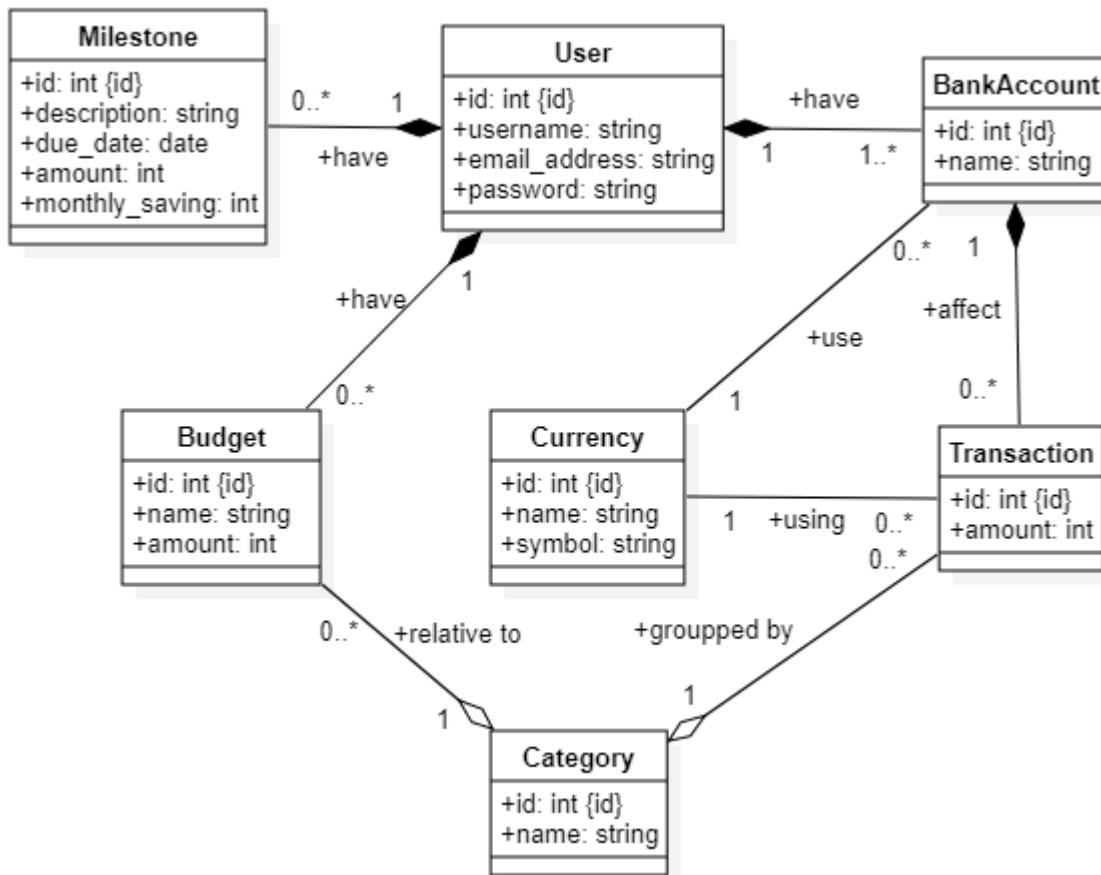 Milestone
+id: int {id}
+description: string
+due_date: date
+amount: int
+monthly_saving: int
0..*
1
+have
User
+id: int {id}
+username: string
+email_address: string
+password: string
+have
1
1..*
BankAccount
+id: int {id}
+name: string
1
+have
0..*
0..*
+use
1
1
+affect
0..*
Budget
+id: int {id}
+name: string
+amount: int
Currency
+id: int {id}
+name: string
+symbol: string
1
+using
0..*
Transaction
+id: int {id}
+amount: int
0..*
+relative to
1
0..*
+groupped by
1
Category
+id: int {id}
+name: string